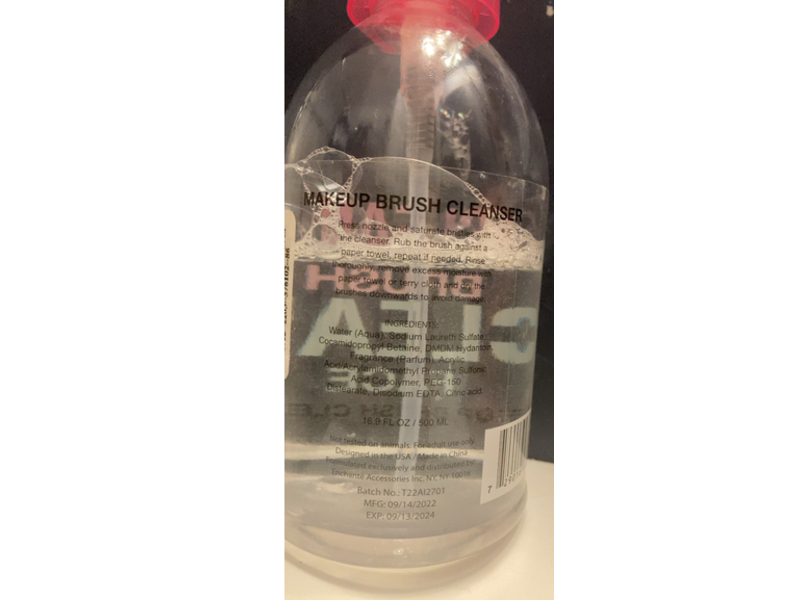 MAKEUP BRUSH CLEANSER
Press nozzle and saturate bristles with
the cleanser. Rub the brush against a
paper towel, repeat if needed. Rinse
thoroughly, remove excess moisture with
paper towel or terry cloth and dry the
brushes downwards to avoid damage.
INGREDIENTS:
Water (Aqua), Sodium Laureth Sulfate,
Cocamidopropyl Betaine, DMDM Hydantoin,
Fragrance (Parfum), Acrylic
Acid/Acrylamidomethyl Propane Sulfonic
Acid Copolymer, PEG-150
Distearate, Disodium EDTA, Citric acid.
16.9 FL OZ / 500 ML
Not tested on animals. For adult use only.
Designed in the USA / Made in China
Formulated exclusively and distributed by:
Enchante Accessories Inc. NY, NY 10016
Batch No.: T22AI2701
MFG: 09/14/2022
EXP: 09/13/2024
7